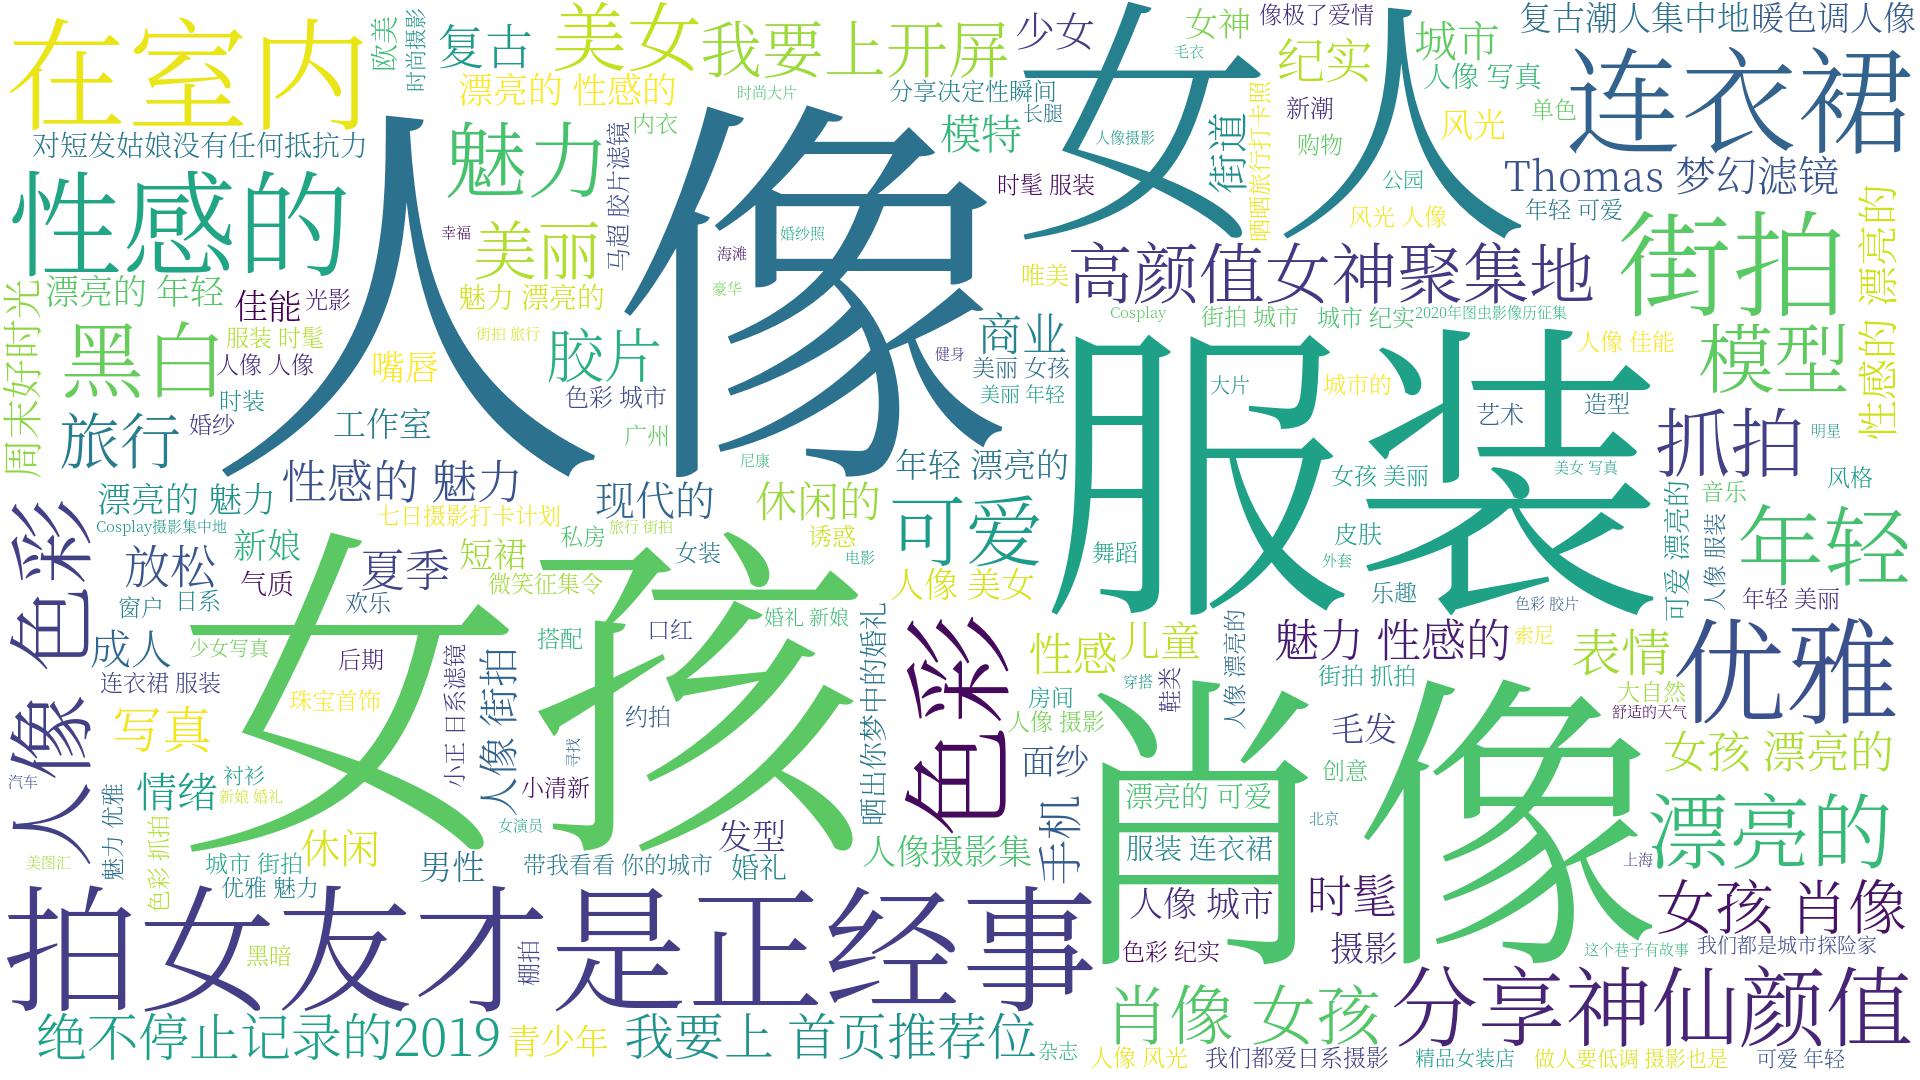 在室内
欧美
时尚摄影
复古
美女
我要上开屏
少女
女人
女神
毛衣
像极了爱情
纪实
城市
复古潮人集中地暖色调人像
漂亮的 性感的
时尚大片
分享决定性瞬间
长腿
人像 写真
新潮
单色
连衣裙
对短发姑娘没有任何抵抗力
魅力
内衣
人像
模特
人像摄影
街道
晒晒旅行打卡照
购物
风光
性感的
马超 胶片滤镜
时髦 服装
公园
Thomas 梦幻滤镜
年轻 可爱
风光 人像
幸福
美丽
婚纱照
海滩
豪华
唯美
高颜值女神聚集地
街拍
性感的 漂亮的
漂亮的 年轻
佳能
光影
魅力 漂亮的
周末好时光
黑白
服装 时髦
人像 人像
街拍 旅行
胶片
健身
商业
Cosplay
街拍 城市
城市 纪实
2020年图虫影像历征集
人像 佳能
模型
嘴唇
色彩 城市
美丽 女孩
美丽 年轻
服装
大片
城市的
艺术
造型
时装
婚纱
旅行
工作室
广州
尼康
年轻 漂亮的
女孩 美丽
美女 写真
抓拍
明星
风格
性感的 魅力
漂亮的 魅力
现代的
休闲的
可爱
音乐
可爱 漂亮的
人像 服装
年轻
Cosplay摄影集中地
七日摄影打卡计划
私房
旅行 街拍
诱惑
皮肤
舞蹈
外套
人像 色彩
放松
新娘
气质
夏季
短裙
女装
电影
微笑征集令
人像 美女
乐趣
色彩 胶片
年轻 美丽
窗户
日系
欢乐
女孩
搭配
口红
婚礼 新娘
晒出你梦中的婚礼
色彩
性感
儿童
人像 漂亮的
魅力 性感的
索尼
表情
优雅
成人
少女写真
后期
小正 日系滤镜
人像 街拍
连衣裙 服装
珠宝首饰
约拍
房间
穿搭
鞋类
街拍 抓拍
大自然
舒适的天气
写真
寻找
人像 摄影
肖像
毛发
女孩 漂亮的
汽车
情绪
衬衫
新娘 婚礼
小清新
面纱
创意
魅力 优雅
色彩 抓拍
女演员
发型
手机
漂亮的 可爱
北京
漂亮的
美图汇
城市 街拍
休闲
优雅 魅力
男性
带我看看 你的城市
婚礼
人像摄影集
服装 连衣裙
上海
拍女友才是正经事
黑暗
棚拍
人像 城市
时髦
女孩 肖像
色彩 纪实
摄影
这个巷子有故事
我们都是城市探险家
绝不停止记录的2019
青少年
我要上 首页推荐位
杂志
肖像 女孩
分享神仙颜值
人像 风光
我们都爱日系摄影
精品女装店
做人要低调 摄影也是
可爱 年轻